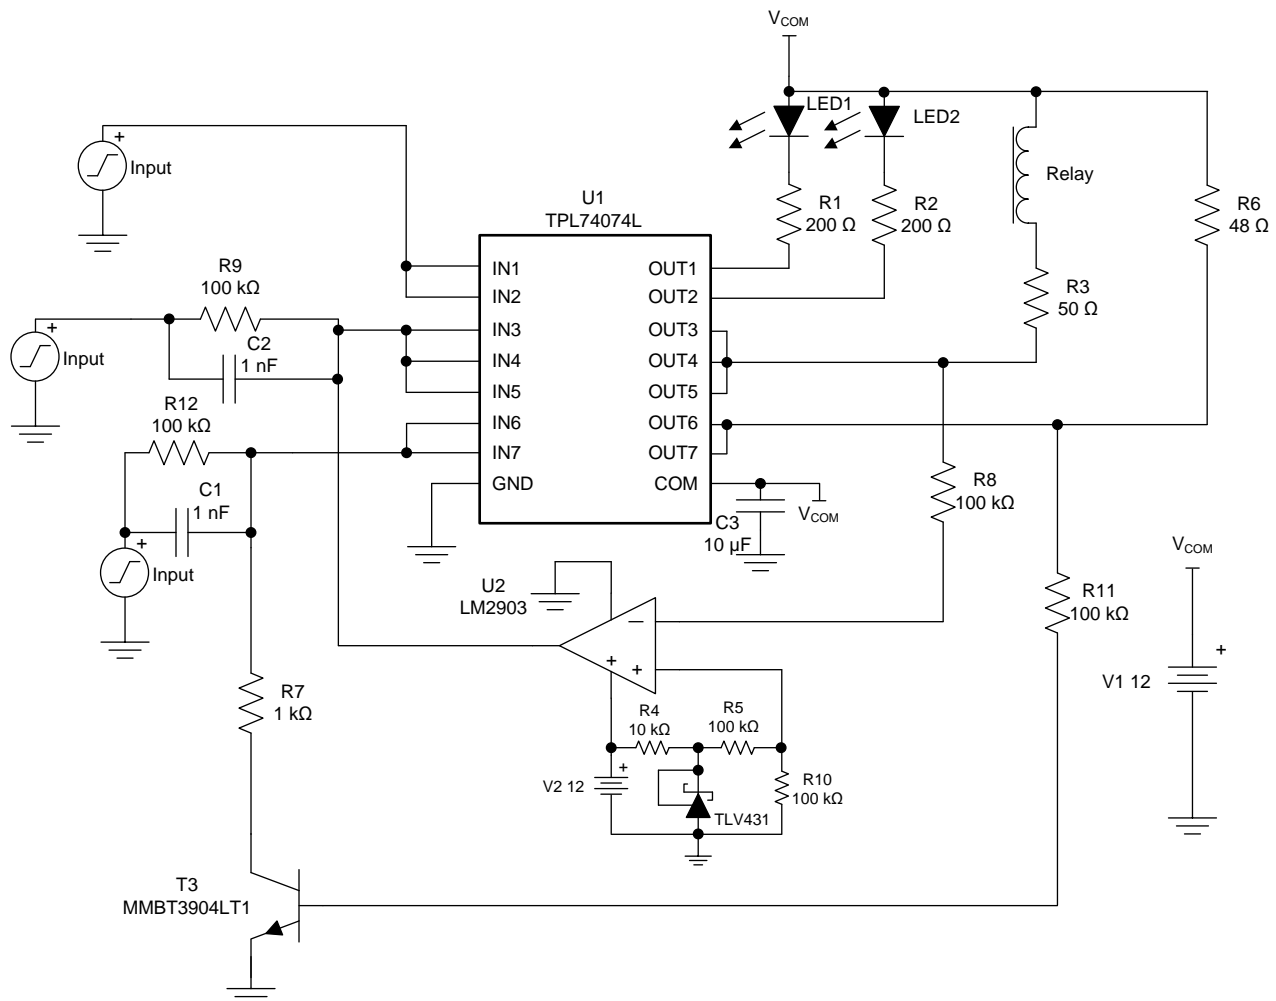 VCOM
LED1
LED2
+
Input
Relay
U1
TPL74074L
R1
200 Ω
R2
200 Ω
R6
48 Ω
R9
100 kΩ
IN1
OUT1
IN2
OUT2
R3
50 Ω
+
Input
C2
1 nF
IN3
OUT3
IN4
OUT4
IN5
OUT5
R12
100 kΩ
IN6
OUT6
IN7
OUT7
GND
COM
C1
1 nF
R8
100 kΩ
C3
10 µF
VCOM
+
Input
VCOM
U2
LM2903
R11
100 kΩ
−
+
+
+
V1 12
R7
1 kΩ
R4
10 kΩ
R5
100 kΩ
+
V2 12
R10
100 kΩ
TLV431
T3
MMBT3904LT1